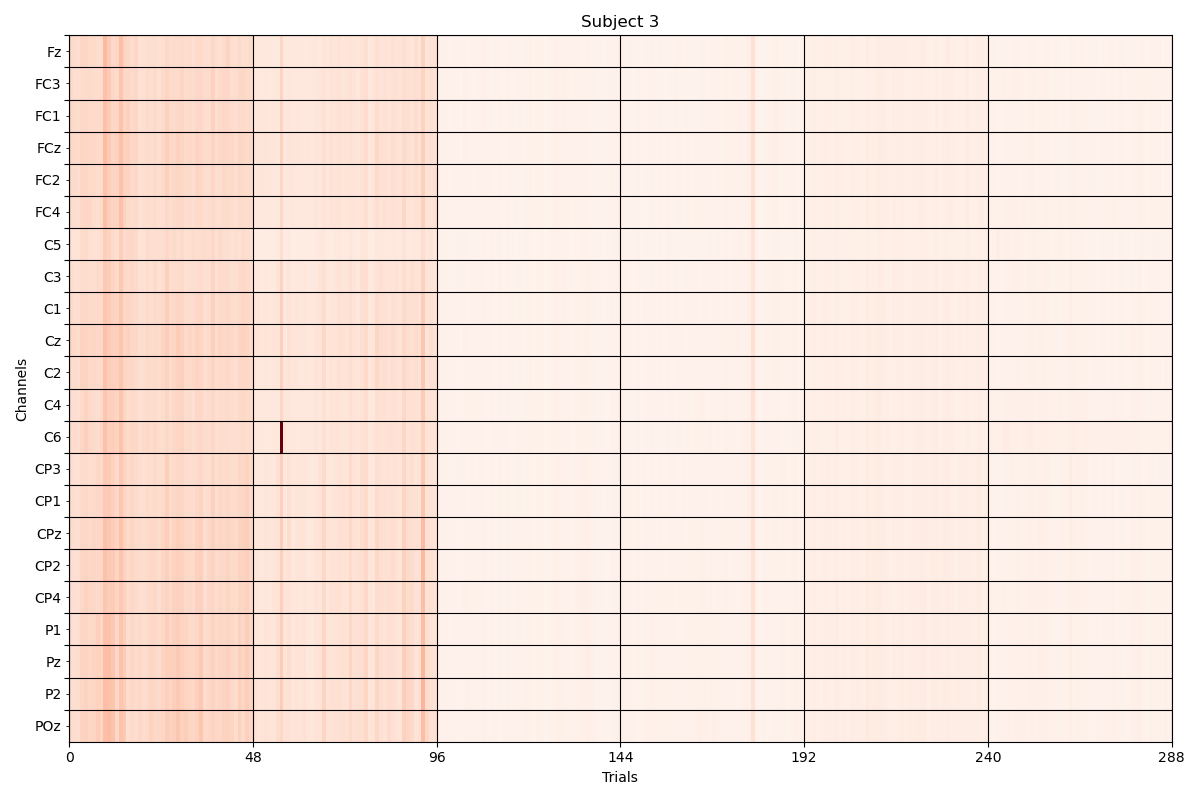 Subject 3
Channels
Fz
FC3
FC1
FCz
FC2
FC4
C5
C3
C1
Cz
C2
C4
C6
CP3
CP1
CPz
CP2
CP4
P1
Pz
P2
POz
0 48 96 144 192 240 288
Trials